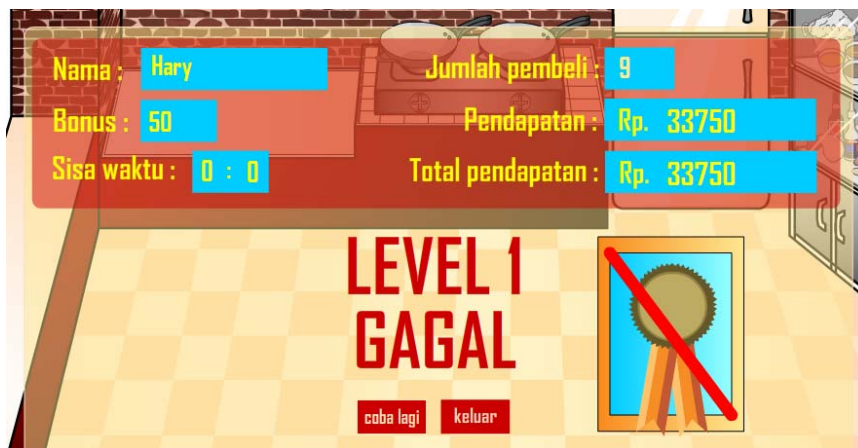 Nama : Hary
Jumlah pembeli : 9
Bonus : 50
Pendapatan : Rp. 33750
Sisa waktu : 0 : 0
Total pendapatan : Rp. 33750
LEVEL 1
GAGAL
coba lagi
keluar